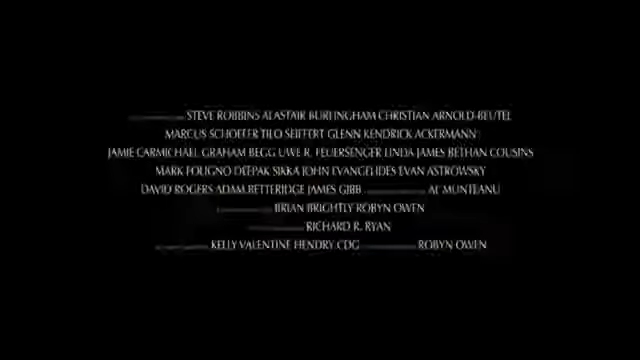 STEVE ROBBINS ALASTAIR BURLINGHAM CHRISTIAN ARNOLD-BEUTEL
MARCUS SCHOEFER TILO SEIFFERT GLENN KENDRICK ACKERMANN
JAMIE CARMICHAEL GRAHAM BEGG UWE R. FEUERSENGER LINDA JAMES BETHAN COUSINS
MARK FOLIGNO DEEPAK SIKKA JOHN EVANGELIDES EVAN ASTROWSKY
DAVID ROGERS ADAM BETTERIDGE JAMES GIBB AL MUNTEANU
BRIAN BRIGHTLY ROBYN OWEN
RICHARD R. RYAN
KELLY VALENTINE HENDRY CDG ROBYN OWEN